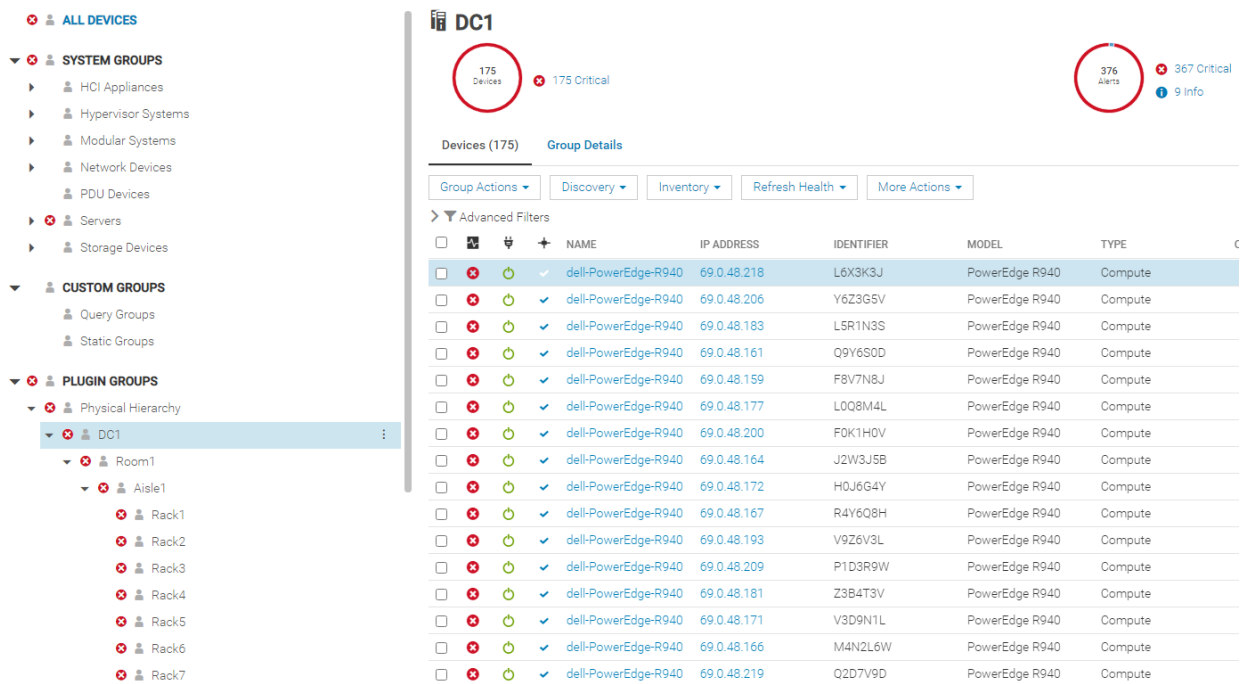 ALL DEVICES
SYSTEM GROUPS
HCI Appliances
Hypervisor Systems
Modular Systems
Network Devices
PDU Devices
Servers
Storage Devices
CUSTOM GROUPS
Query Groups
Static Groups
PLUGIN GROUPS
Physical Hierarchy
DC1
Room1
Aisle1
Rack1
Rack2
Rack3
Rack4
Rack5
Rack6
Rack7
DC1
175
Devices
175 Critical
376
Alerts
367 Critical
9 Info
Devices (175) Group Details
Group Actions Discovery Inventory Refresh Health More Actions
Advanced Filters
NAME IP ADDRESS IDENTIFIER MODEL TYPE
dell-PowerEdge-R940 69.0.48.218 L6X3K3J PowerEdge R940 Compute
dell-PowerEdge-R940 69.0.48.206 Y6Z3G5V PowerEdge R940 Compute
dell-PowerEdge-R940 69.0.48.183 L5R1N3S PowerEdge R940 Compute
dell-PowerEdge-R940 69.0.48.161 Q9Y6S0D PowerEdge R940 Compute
dell-PowerEdge-R940 69.0.48.159 F8V7N8J PowerEdge R940 Compute
dell-PowerEdge-R940 69.0.48.177 L0Q8M4L PowerEdge R940 Compute
dell-PowerEdge-R940 69.0.48.200 F0K1H0V PowerEdge R940 Compute
dell-PowerEdge-R940 69.0.48.164 J2W3J5B PowerEdge R940 Compute
dell-PowerEdge-R940 69.0.48.172 H0J6G4Y PowerEdge R940 Compute
dell-PowerEdge-R940 69.0.48.167 R4Y6Q8H PowerEdge R940 Compute
dell-PowerEdge-R940 69.0.48.193 V9Z6V3L PowerEdge R940 Compute
dell-PowerEdge-R940 69.0.48.209 P1D3R9W PowerEdge R940 Compute
dell-PowerEdge-R940 69.0.48.181 Z3B4T3V PowerEdge R940 Compute
dell-PowerEdge-R940 69.0.48.171 V3D9N1L PowerEdge R940 Compute
dell-PowerEdge-R940 69.0.48.166 M4N2L6W PowerEdge R940 Compute
dell-PowerEdge-R940 69.0.48.219 Q2D7V9D PowerEdge R940 Compute